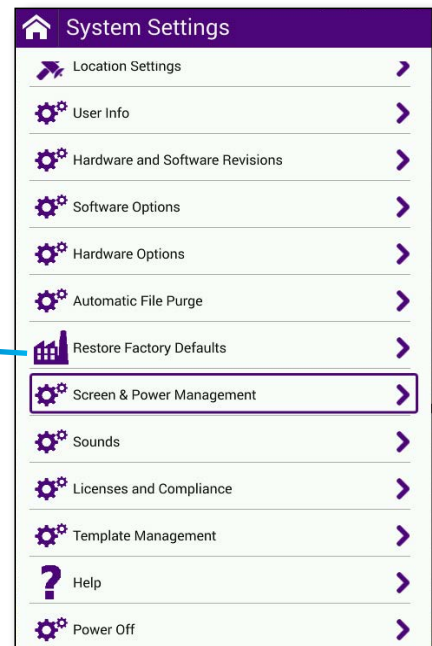 System Settings
Location Settings
User Info
Hardware and Software Revisions
Software Options
Hardware Options
Automatic File Purge
Restore Factory Defaults
Screen & Power Management
Sounds
Licenses and Compliance
Template Management
Help
Power Off